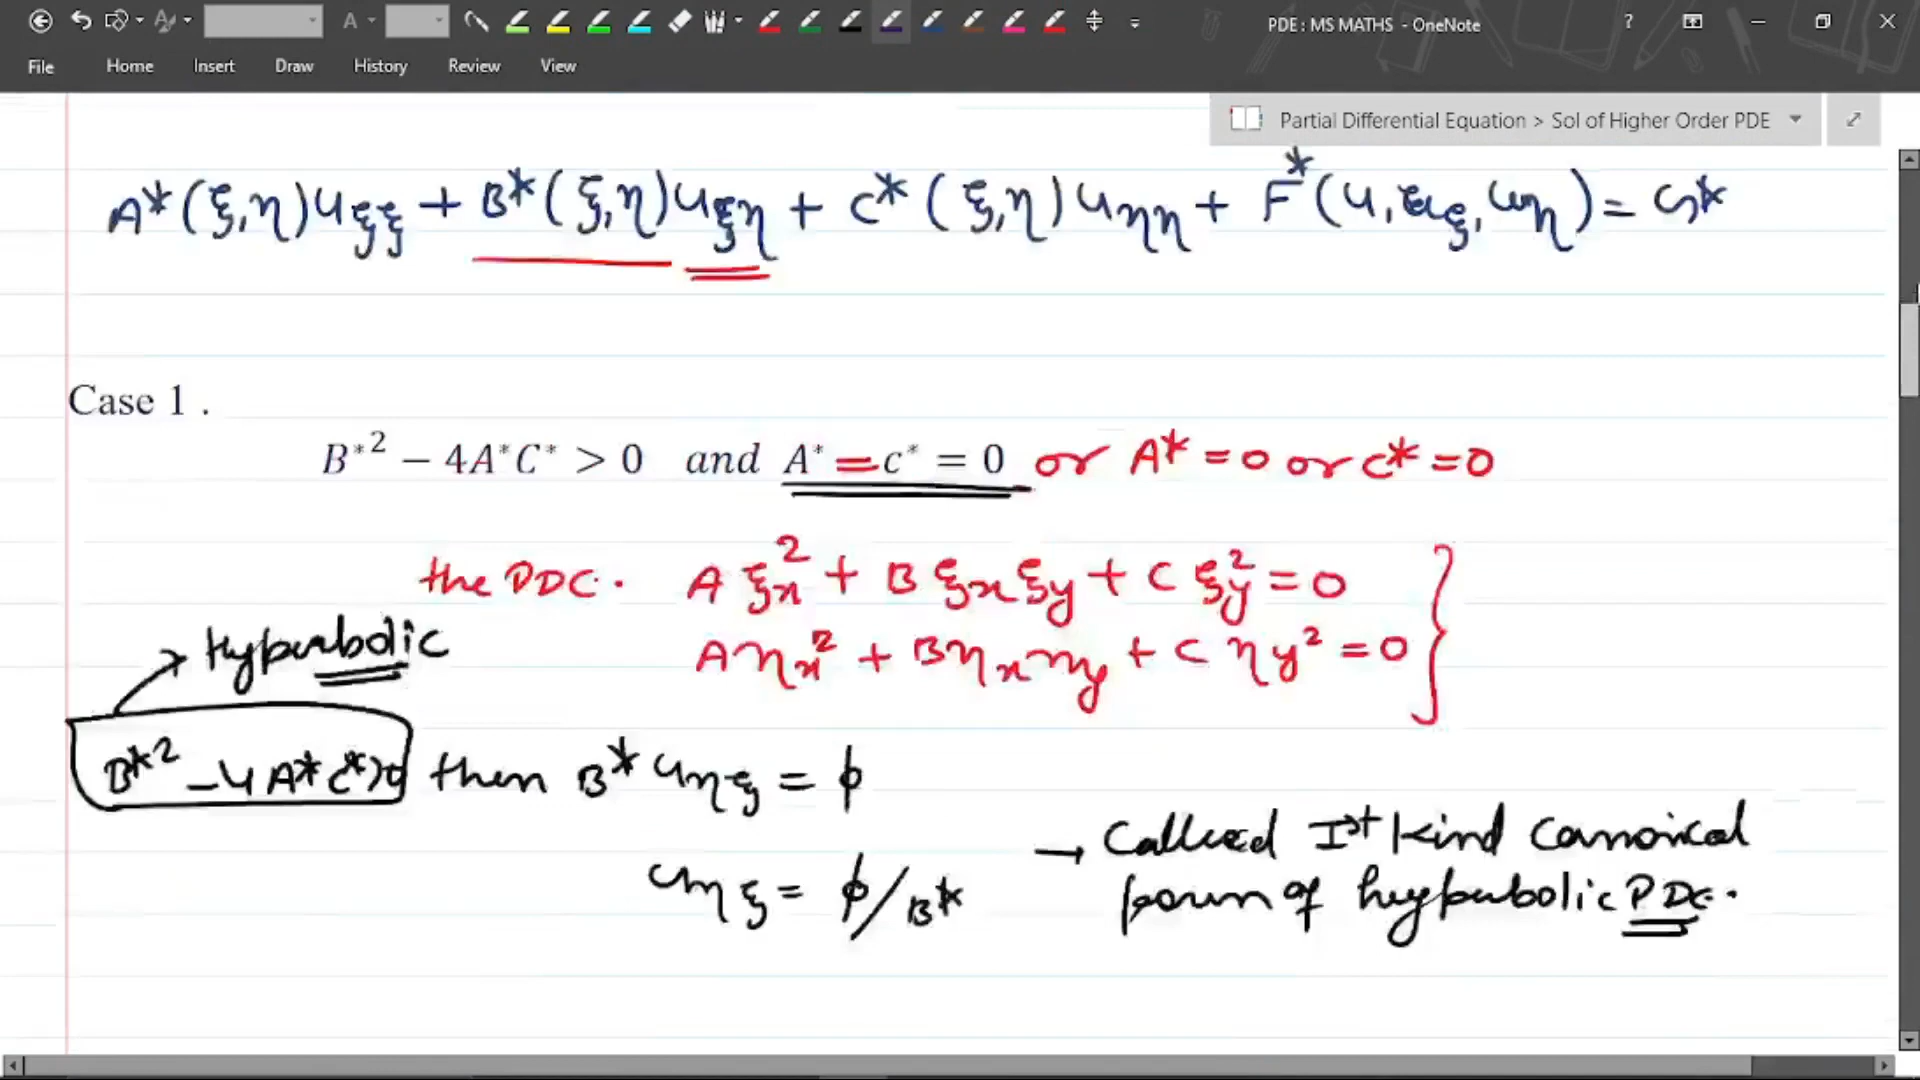 PDE : MS MATHS - OneNote
File Home Insert Draw History Review View
Partial Differential Equation > Sol of Higher Order PDE
A*(ξ,η)uξξ + B*(ξ,η)uξη + C*(ξ,η)uηη + F*(u,uξ,uη) = G*
Case 1 .
B*² − 4A*C* > 0 and A* = c* = 0 or A* = 0 or c* = 0
the PDE. Aξx² + Bξxξy + Cξy² = 0
Hyperbolic
Aηx² + Bηxηy + Cηy² = 0
B*² − 4A*C*>0 then B*uηξ = ϕ
→ Called Ist kind canonical
uηξ = ϕ/B*
form of hyperbolic PDE.